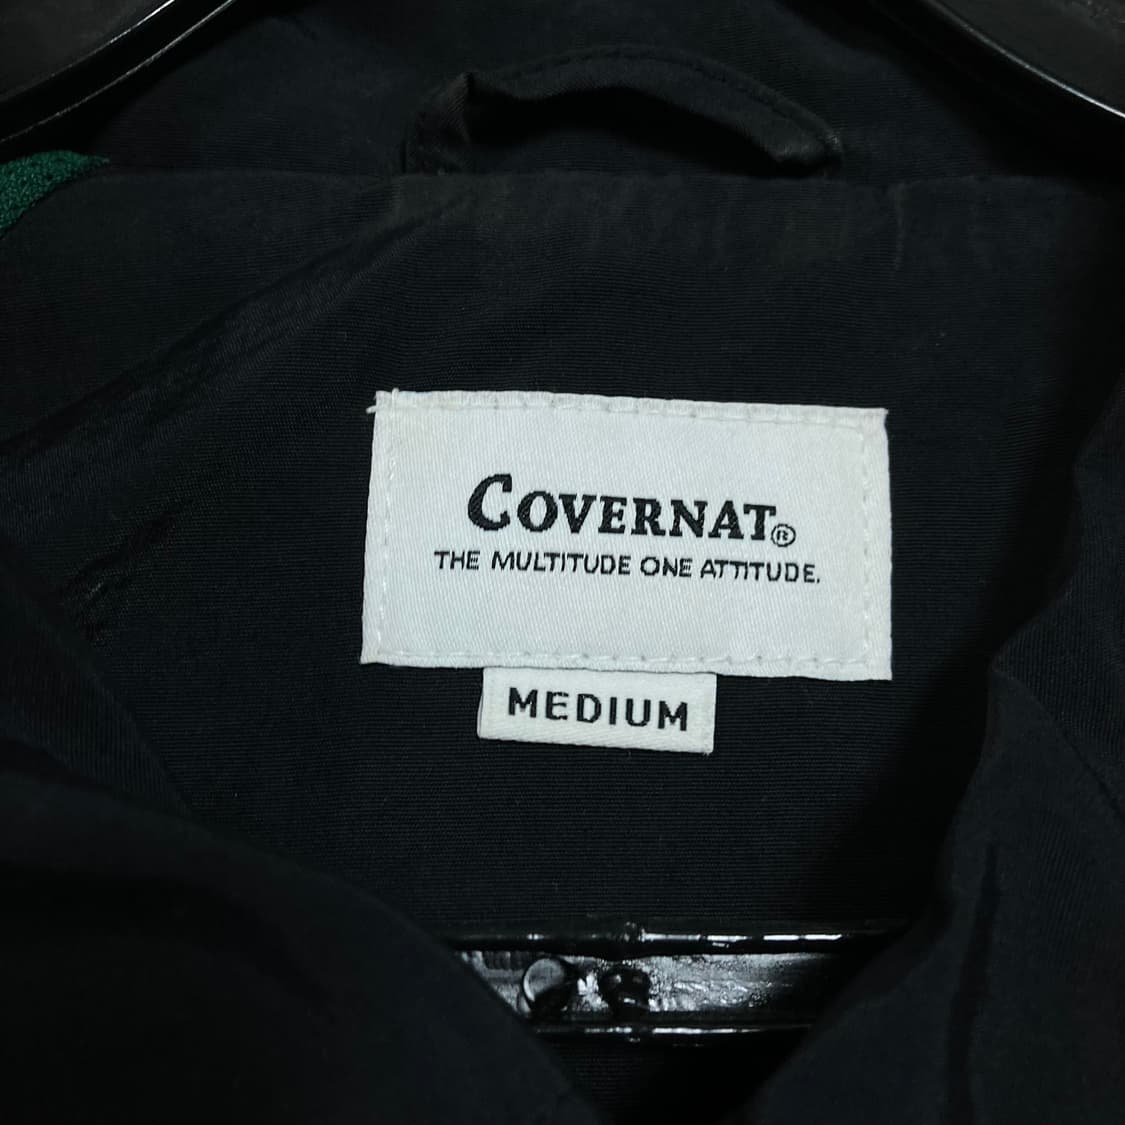 COVERNAT®
THE MULTITUDE ONE ATTITUDE.
MEDIUM